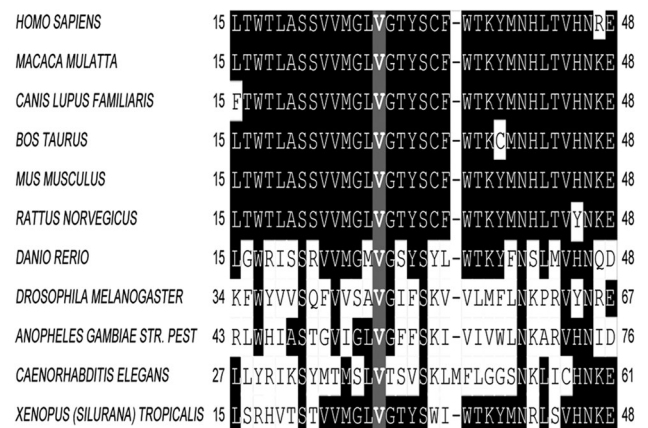 HOMO SAPIENS 15 LTWTLASSVVMGLVGTYSCF-WTKYMNHLTVHNRE 48
MACACA MULATTA 15 LTWTLASSVVMGLVGTYSCF-WTKYMNHLTVHNKE 48
CANIS LUPUS FAMILIARIS 15 FTWTLASSVVMGLVGTYSCF-WTKYMNHLTVHNKE 48
BOS TAURUS 15 LTWTLASSVVMGLVGTYSCF-WTKCMNHLTVHNKE 48
MUS MUSCULUS 15 LTWTLASSVVMGLVGTYSCF-WTKYMNHLTVHNKE 48
RATTUS NORVEGICUS 15 LTWTLASSVVMGLVGTYSCF-WTKYMNHLTVYNKE 48
DANIO RERIO 15 LGWRISSRVVMGMVGSYSYL-WTKYFNSLMVHNQD 48
DROSOPHILA MELANOGASTER 34 KFWYVVSQFVVSAVGIFSKV-VLMFLNKPRVYNRE 67
ANOPHELES GAMBIAE STR. PEST 43 RLWHIASTGVIGLVGFFSKI-VIVWLNKARVHNID 76
CAENORHABDITIS ELEGANS 27 LLYRIKSYMTMSLVTSVSKLMFLGGSNKLICHNKE 61
XENOPUS (SILURANA) TROPICALIS 15 LSRHVTSTVVMGLVGTYSWI-WTKYMNRLSVHNKE 48